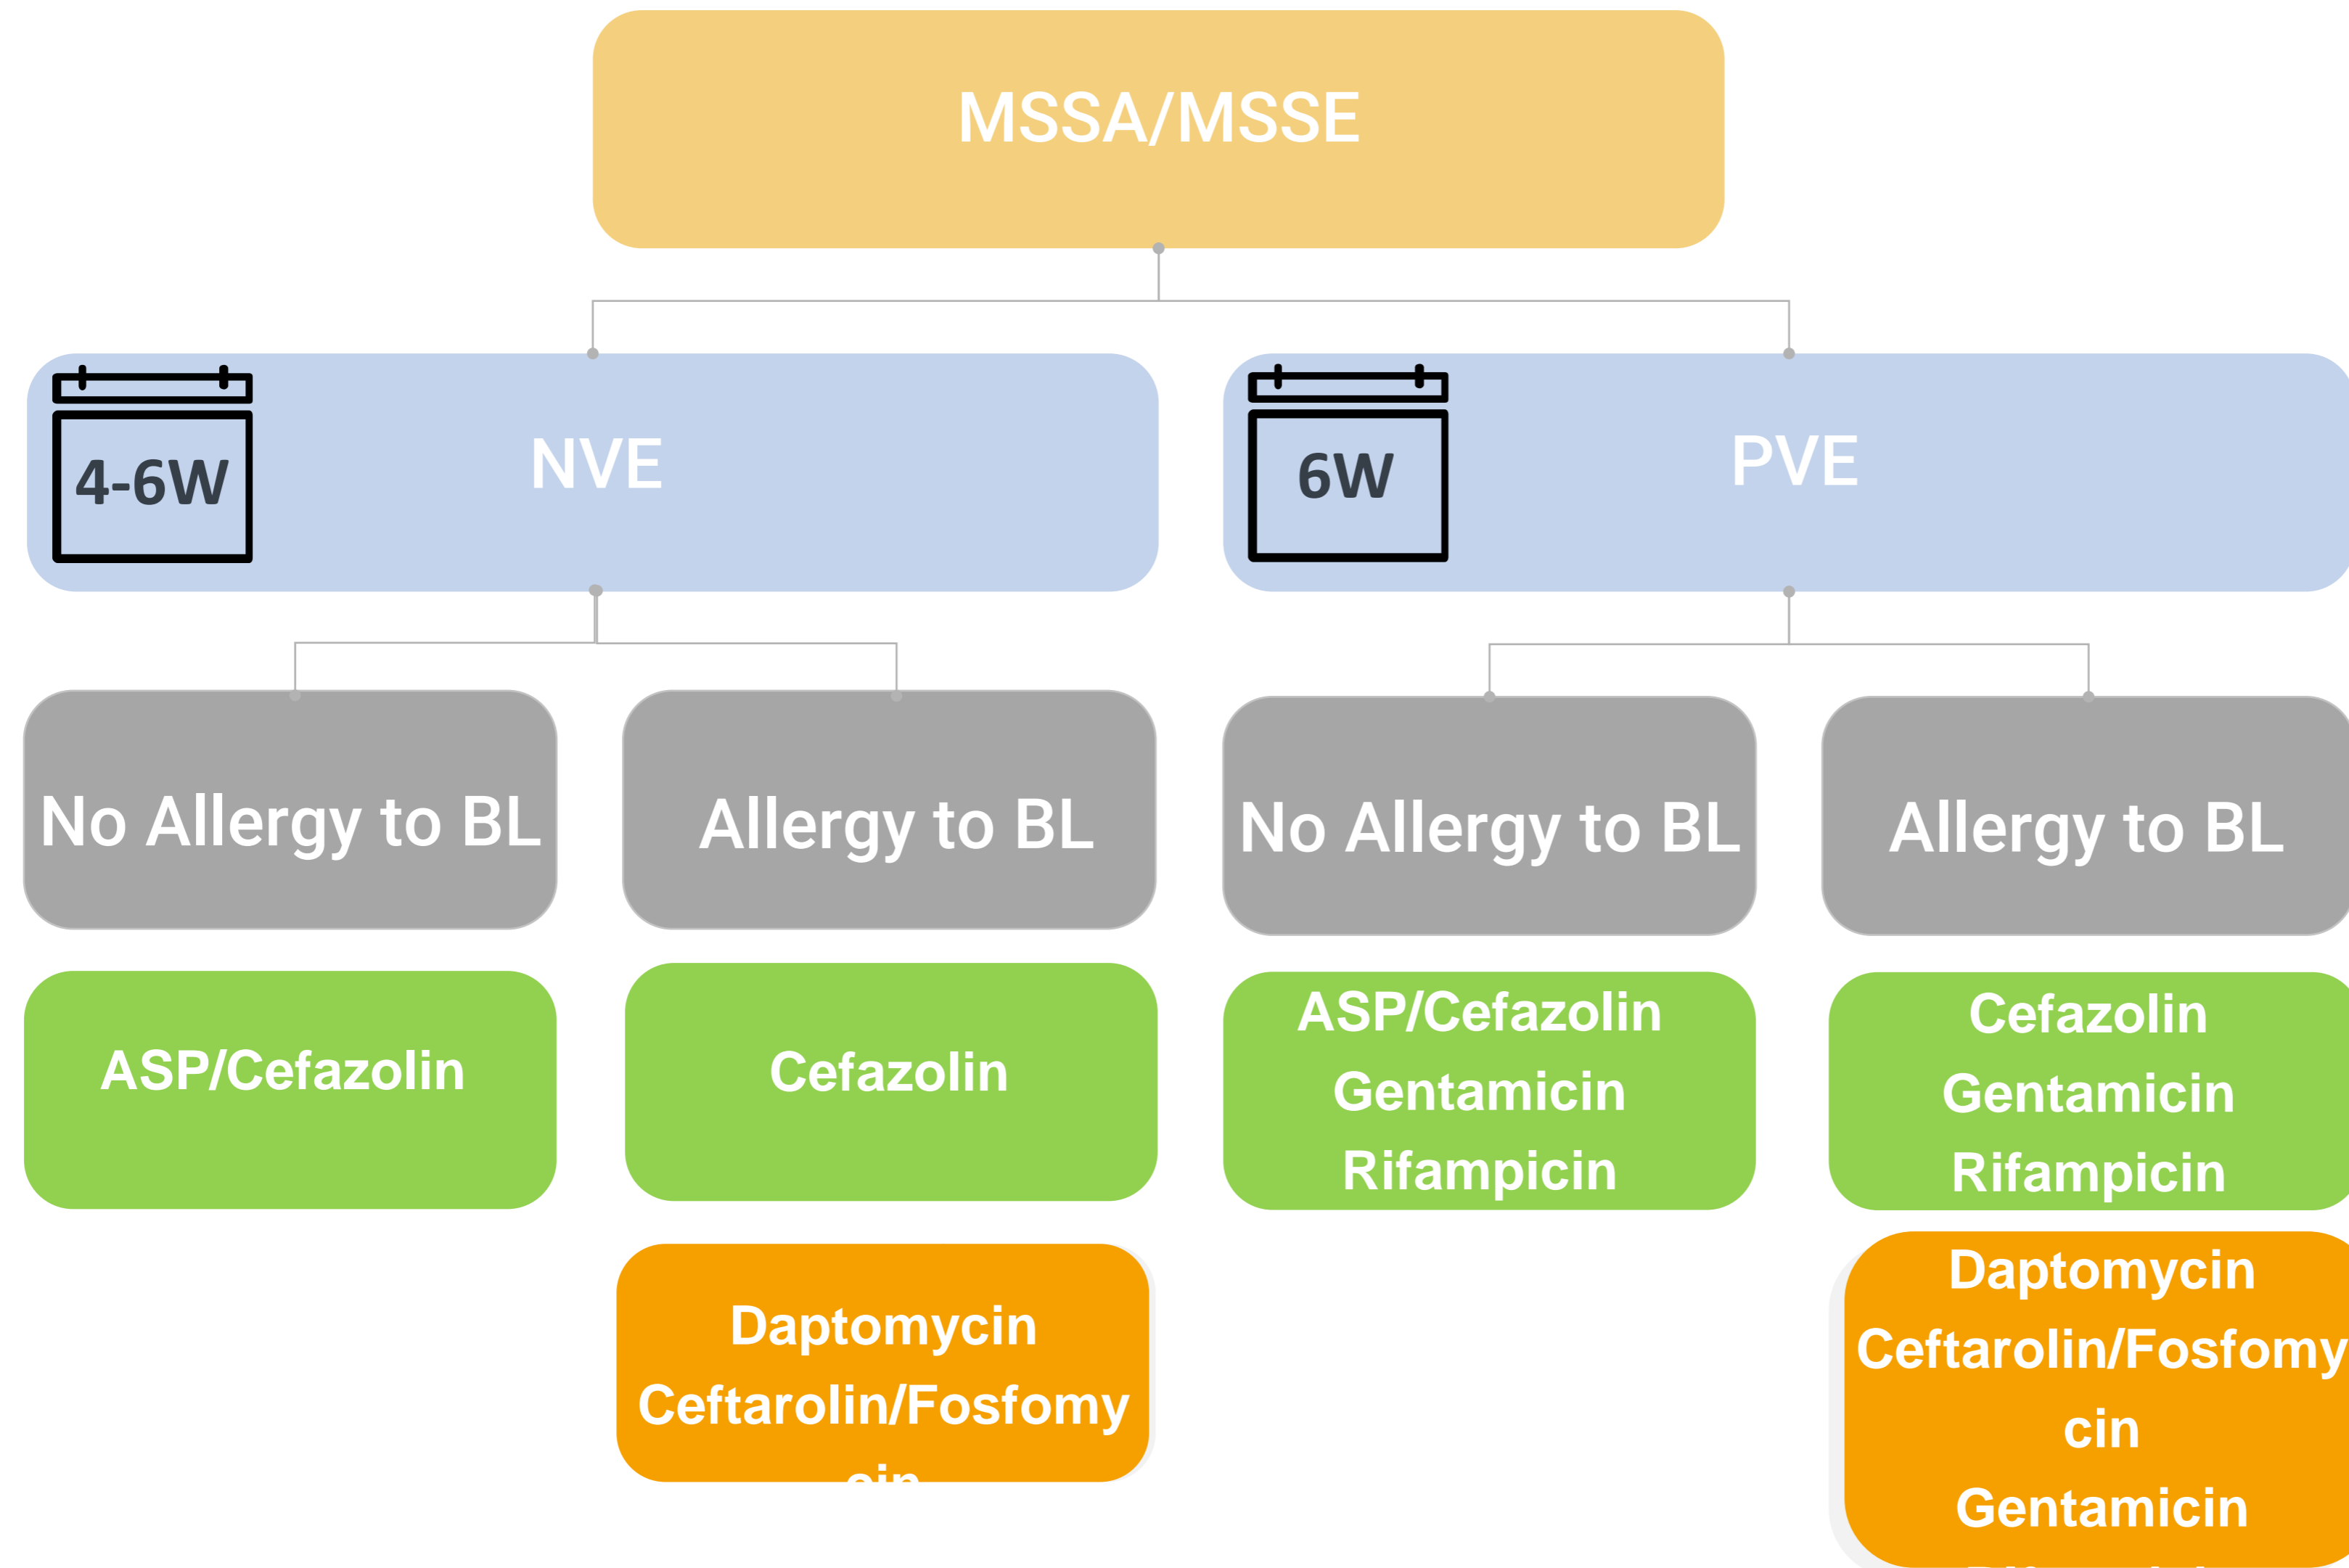 MSSA/MSSE
4-6W
NVE
6W
PVE
No Allergy to BL
Allergy to BL
No Allergy to BL
Allergy to BL
ASP/Cefazolin
Cefazolin
ASP/Cefazolin
Gentamicin
Rifampicin
Cefazolin
Gentamicin
Rifampicin
Daptomycin
Ceftarolin/Fosfomy
cin
Daptomycin
Ceftarolin/Fosfomy
cin
Gentamicin